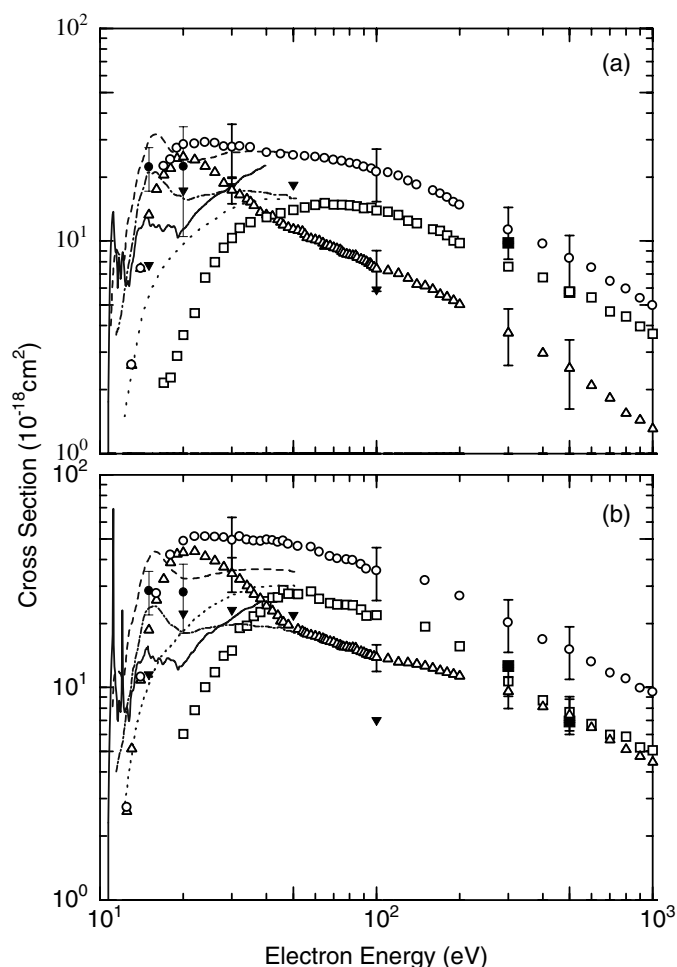 10²
(a)
10¹
10⁰
10²
(b)
10¹
10⁰
Cross Section (10⁻¹⁸cm²)
10¹ 10² 10³
Electron Energy (eV)